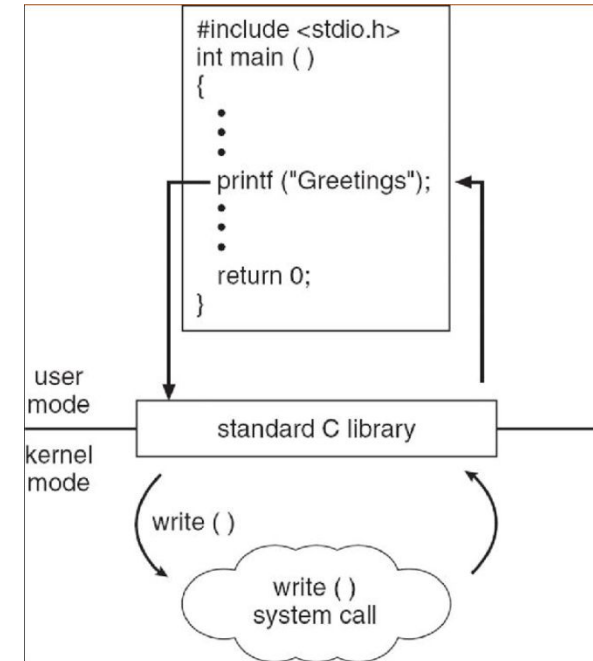 #include <stdio.h>
int main ( )
{
•
•
•
printf ("Greetings");
•
•
•
return 0;
}
user
mode
standard C library
kernel
mode
write ( )
write ( )
system call